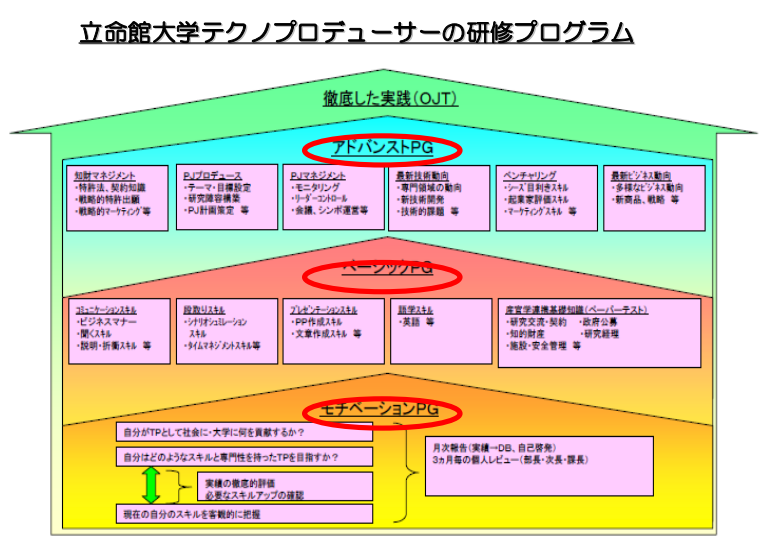 立命館大学テクノプロデューサーの研修プログラム
徹底した実践(OJT)
アドバンストPG
知財マネジメント
・特許法、契約知識
・戦略的特許出願
・戦略的マーケティング等
PJプロデュース
・テーマ・目標設定
・研究陣容構築
・PJ計画策定 等
PJマネジメント
・モニタリング
・リーダーコントロール
・会議、シンポ運営等
最新技術動向
・専門領域の動向
・新技術開発
・技術的課題 等
ベンチャリング
・シーズ目利きスキル
・起業家評価スキル
・マーケティングスキル 等
最新ビジネス動向
・多様なビジネス動向
・新商品、戦略 等
ベーシックPG
コミュニケーションスキル
・ビジネスマナー
・聞くスキル
・説明・折衝スキル 等
段取りスキル
・シナリオシュミレーション
スキル
・タイムマネジメントスキル等
プレゼンテーションスキル
・PP作成スキル
・文章作成スキル 等
語学スキル
・英語 等
産官学連携基礎知識(ペーパーテスト)
・研究交流・契約 ・政府公募
・知的財産 ・研究経理
・施設・安全管理 等
モチベーションPG
自分がTPとして社会に・大学に何を貢献するか?
自分はどのようなスキルと専門性を持ったTPを目指すか?
実績の徹底的評価
必要なスキルアップの確認
現在の自分のスキルを客観的に把握
月次報告(実績→DB、自己啓発)
3ヵ月毎の個人レビュー(部長・次長・課長)